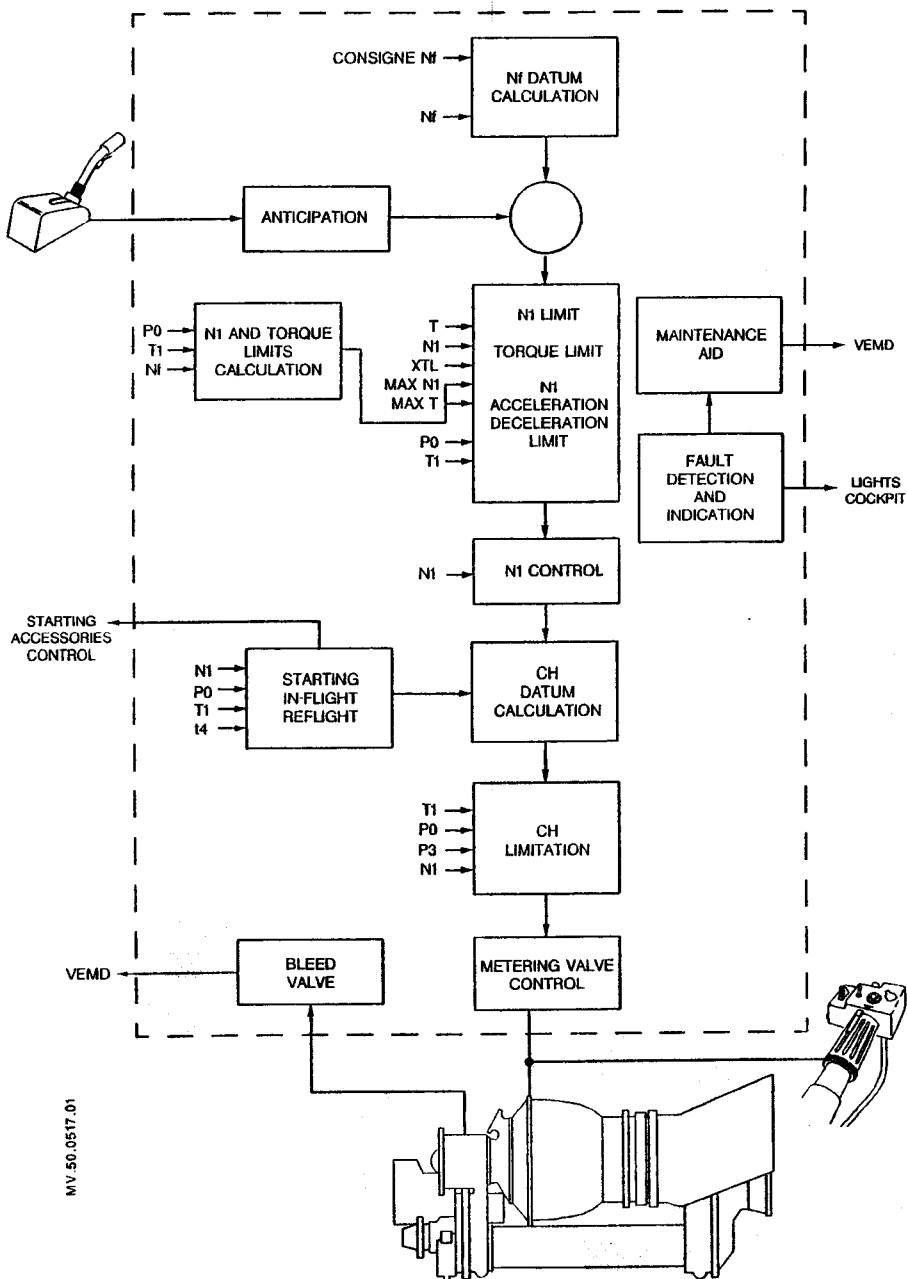 CONSIGNE Nf
Nf
Nf DATUM
CALCULATION
ANTICIPATION
P0
T1
Nf
N1 AND TORQUE
LIMITS
CALCULATION
T
N1
XTL
MAX N1
MAX T
P0
T1
N1 LIMIT
TORQUE LIMIT
N1
ACCELERATION
DECELERATION
LIMIT
MAINTENANCE
AID
VEMD
FAULT
DETECTION
AND
INDICATION
LIGHTS
COCKPIT
N1
N1 CONTROL
STARTING
ACCESSORIES
CONTROL
N1
P0
T1
t4
STARTING
IN-FLIGHT
REFLIGHT
CH
DATUM
CALCULATION
T1
P0
P3
N1
CH
LIMITATION
VEMD
BLEED
VALVE
METERING VALVE
CONTROL
MV.50.0517.01